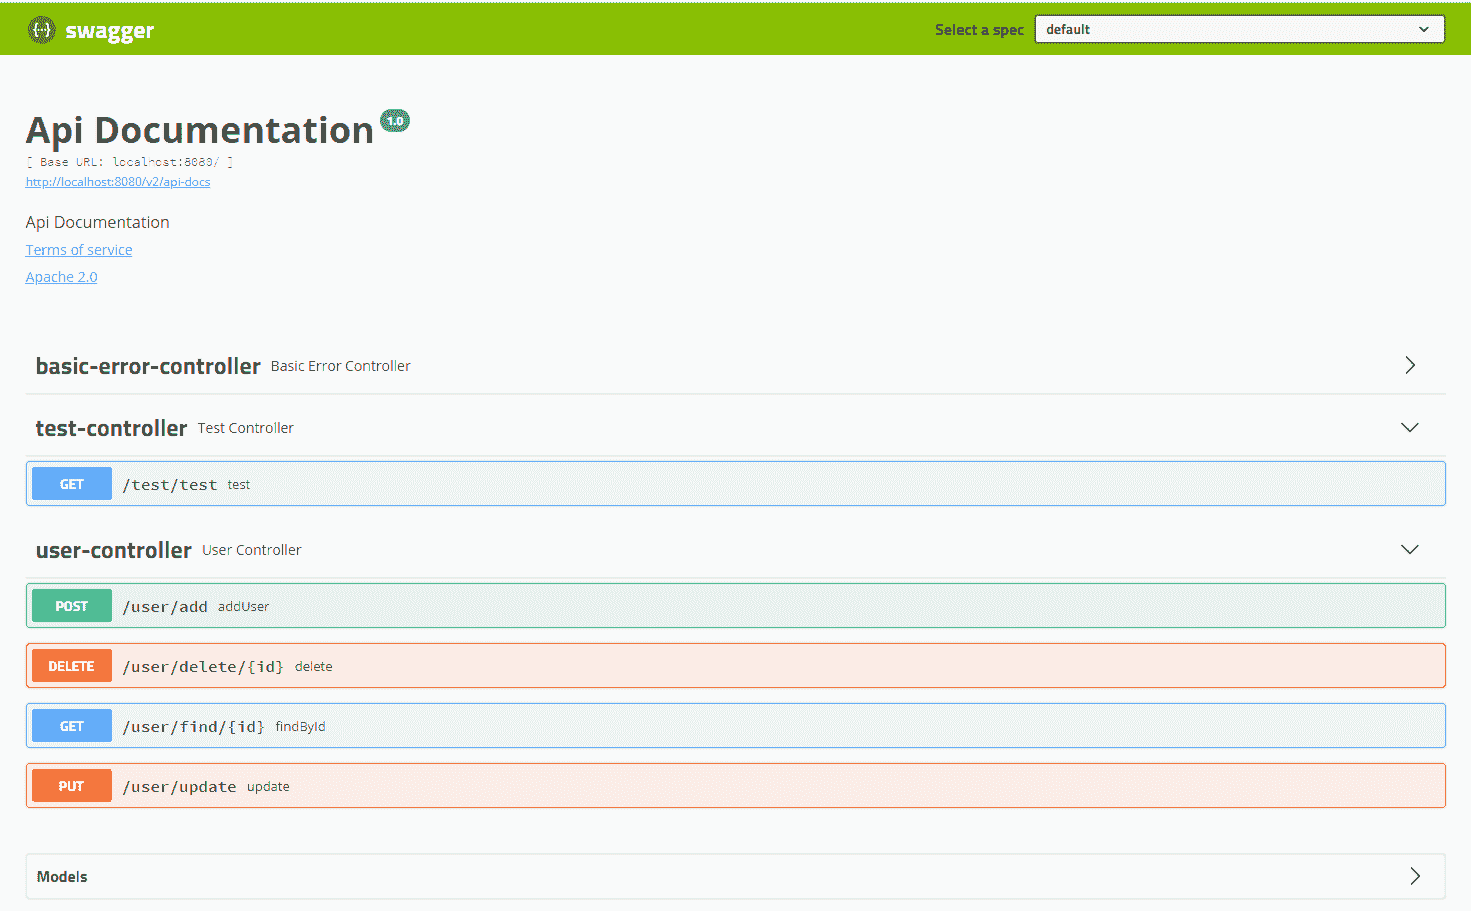 swagger Select a spec default
Api Documentation 1.0
[ Base URL: localhost:8080/ ]
http://localhost:8080/v2/api-docs
Api Documentation
Terms of service
Apache 2.0
basic-error-controller Basic Error Controller
test-controller Test Controller
GET /test/test test
user-controller User Controller
POST /user/add addUser
DELETE /user/delete/{id} delete
GET /user/find/{id} findById
PUT /user/update update
Models